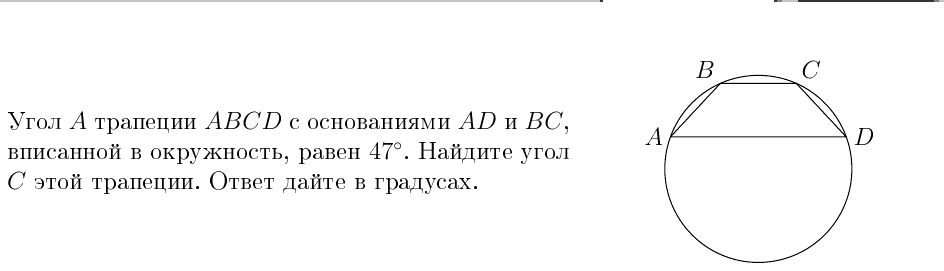 B C
Угол A трапеции ABCD с основаниями AD и BC,
A D
вписанной в окружность, равен 47°. Найдите угол
C этой трапеции. Ответ дайте в градусах.